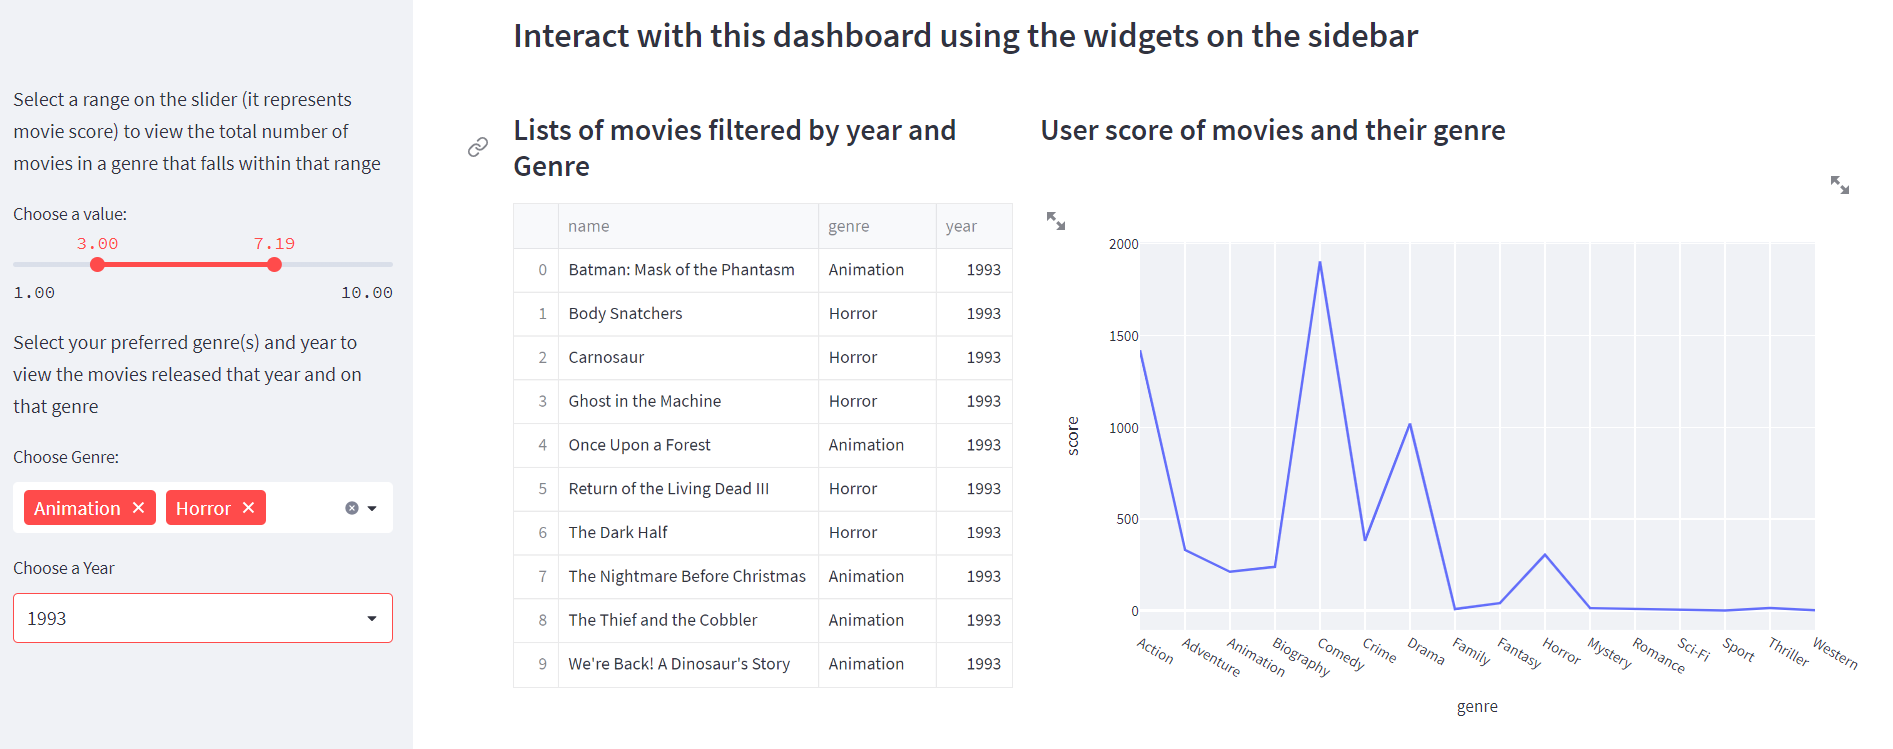 Interact with this dashboard using the widgets on the sidebar
Select a range on the slider (it represents
movie score) to view the total number of
movies in a genre that falls within that range
Choose a value:
3.00 7.19
1.00 10.00
Select your preferred genre(s) and year to
view the movies released that year and on
that genre
Choose Genre:
Animation Horror
Choose a Year
1993
Lists of movies filtered by year and
Genre
name genre year
0 Batman: Mask of the Phantasm Animation 1993
1 Body Snatchers Horror 1993
2 Carnosaur Horror 1993
3 Ghost in the Machine Horror 1993
4 Once Upon a Forest Animation 1993
5 Return of the Living Dead III Horror 1993
6 The Dark Half Horror 1993
7 The Nightmare Before Christmas Animation 1993
8 The Thief and the Cobbler Animation 1993
9 We're Back! A Dinosaur's Story Animation 1993
User score of movies and their genre
2000
1500
1000
500
0
score
Action Adventure Animation Biography Comedy Crime Drama Family Fantasy Horror Mystery Romance Sci-Fi Sport Thriller Western
genre